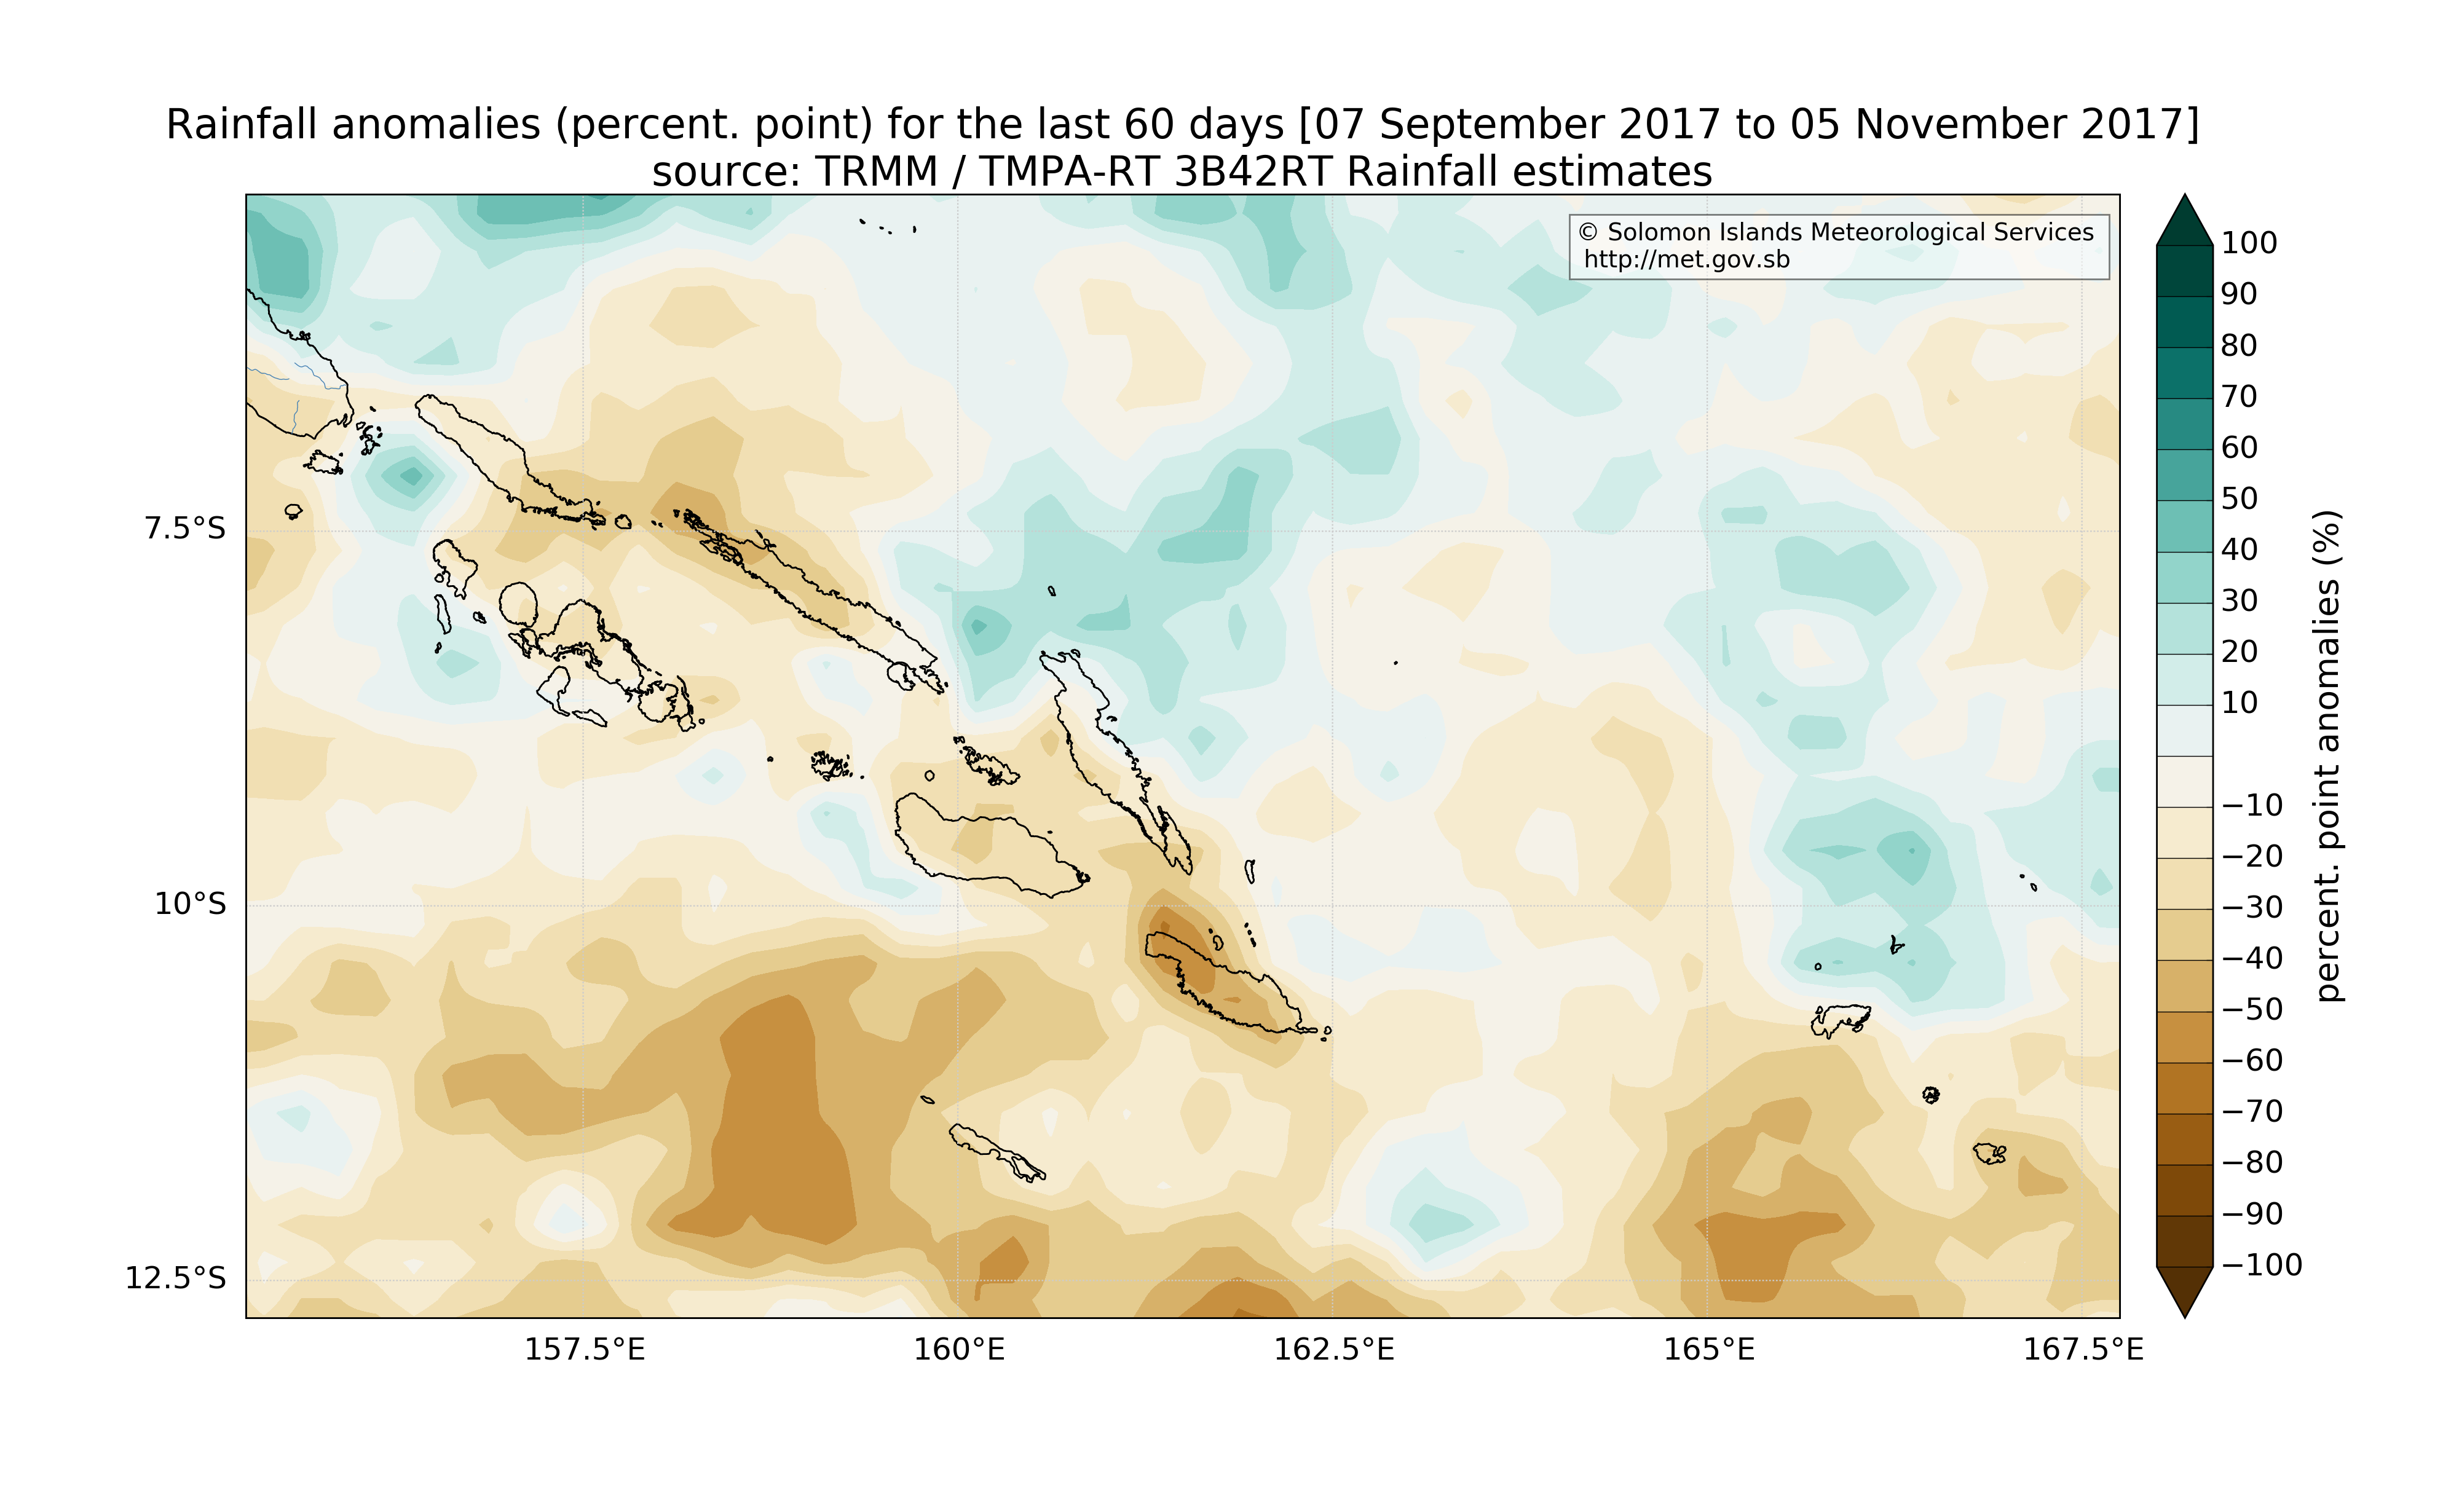 Rainfall anomalies (percent. point) for the last 60 days [07 September 2017 to 05 November 2017]
source: TRMM / TMPA-RT 3B42RT Rainfall estimates
© Solomon Islands Meteorological Services
http://met.gov.sb
7.5°S
10°S
12.5°S
157.5°E
160°E
162.5°E
165°E
167.5°E
100
90
80
70
60
50
40
30
20
10
−10
−20
−30
−40
−50
−60
−70
−80
−90
−100
percent. point anomalies (%)